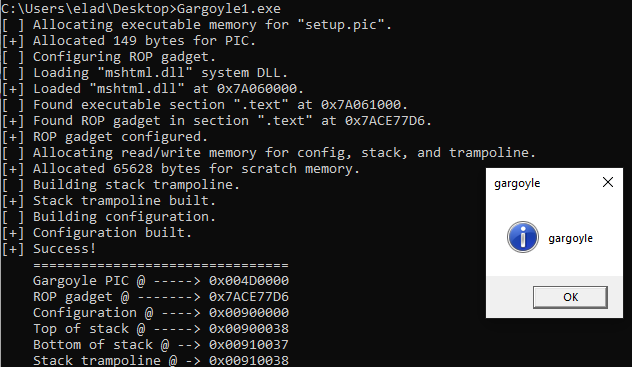 C:\Users\elad\Desktop>Gargoyle1.exe
[ ] Allocating executable memory for "setup.pic".
[+] Allocated 149 bytes for PIC.
[ ] Configuring ROP gadget.
[ ] Loading "mshtml.dll" system DLL.
[+] Loaded "mshtml.dll" at 0x7A060000.
[ ] Found executable section ".text" at 0x7A061000.
[+] Found ROP gadget in section ".text" at 0x7ACE77D6.
[+] ROP gadget configured.
[ ] Allocating read/write memory for config, stack, and trampoline.
[+] Allocated 65628 bytes for scratch memory.
[ ] Building stack trampoline.
[+] Stack trampoline built.
[ ] Building configuration.
[+] Configuration built.
[+] Success!
================================
Gargoyle PIC @ -----> 0x004D0000
ROP gadget @ -------> 0x7ACE77D6
Configuration @ ----> 0x00900000
Top of stack @ -----> 0x00900038
Bottom of stack @ --> 0x00910037
Stack trampoline @ -> 0x00910038
gargoyle
gargoyle
OK